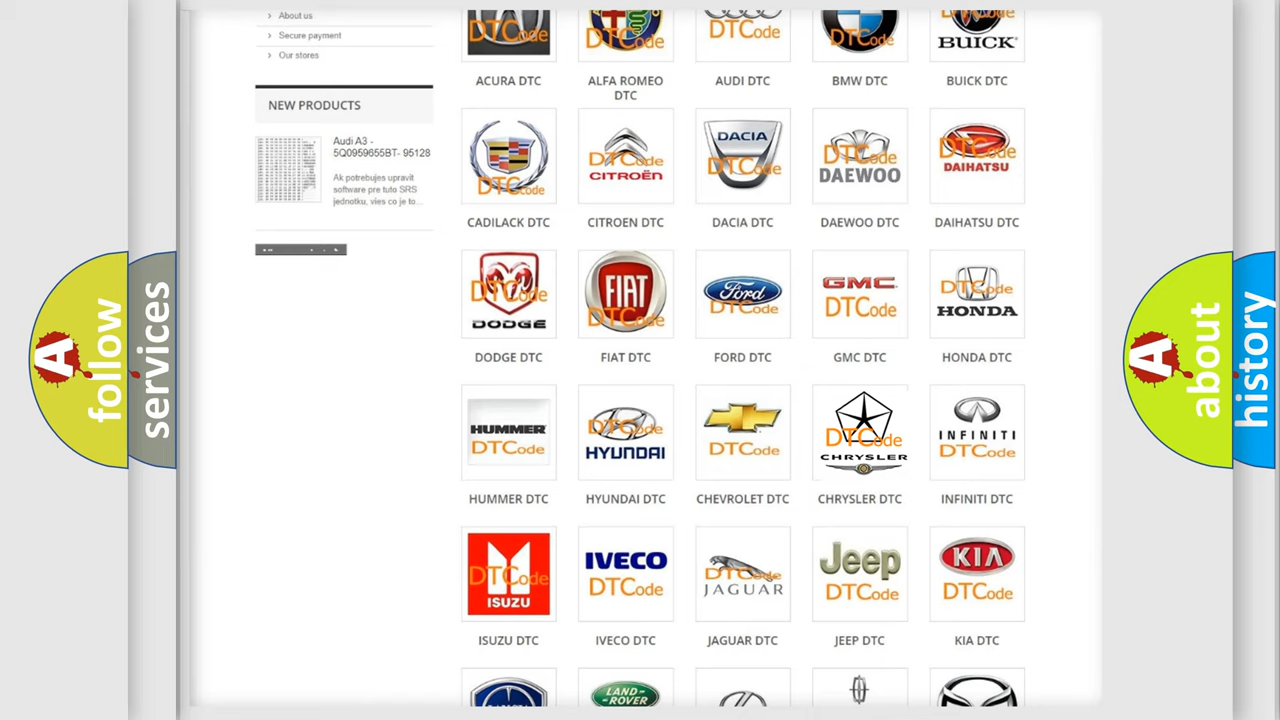 About us
Secure payment
Our stores
NEW PRODUCTS
Audi A3 -
5Q0959655BT- 95128
Ak potrebujes upravit
software pre tuto SRS
jednotku, vies co je to...
DTCode
DTCode
DTCode
DTCode
BUICK
ACURA DTC
ALFA ROMEO
DTC
AUDI DTC
BMW DTC
BUICK DTC
DTCode
DTCode
CITROËN
DACIA
DTCode
DTCode
DAEWOO
DTCode
DAIHATSU
CADILACK DTC
CITROEN DTC
DACIA DTC
DAEWOO DTC
DAIHATSU DTC
DTCode
DODGE
FIAT
DTCode
Ford
DTCode
GMC
DTCode
DTCode
HONDA
DODGE DTC
FIAT DTC
FORD DTC
GMC DTC
HONDA DTC
HUMMER
DTCode
DTCode
HYUNDAI
DTCode
DTCode
CHRYSLER
INFINITI
DTCode
HUMMER DTC
HYUNDAI DTC
CHEVROLET DTC
CHRYSLER DTC
INFINITI DTC
DTCode
ISUZU
IVECO
DTCode
DTCode
JAGUAR
Jeep
DTCode
KIA
DTCode
ISUZU DTC
IVECO DTC
JAGUAR DTC
JEEP DTC
KIA DTC
LAND-
ROVER
A
follow
services
A
about
history